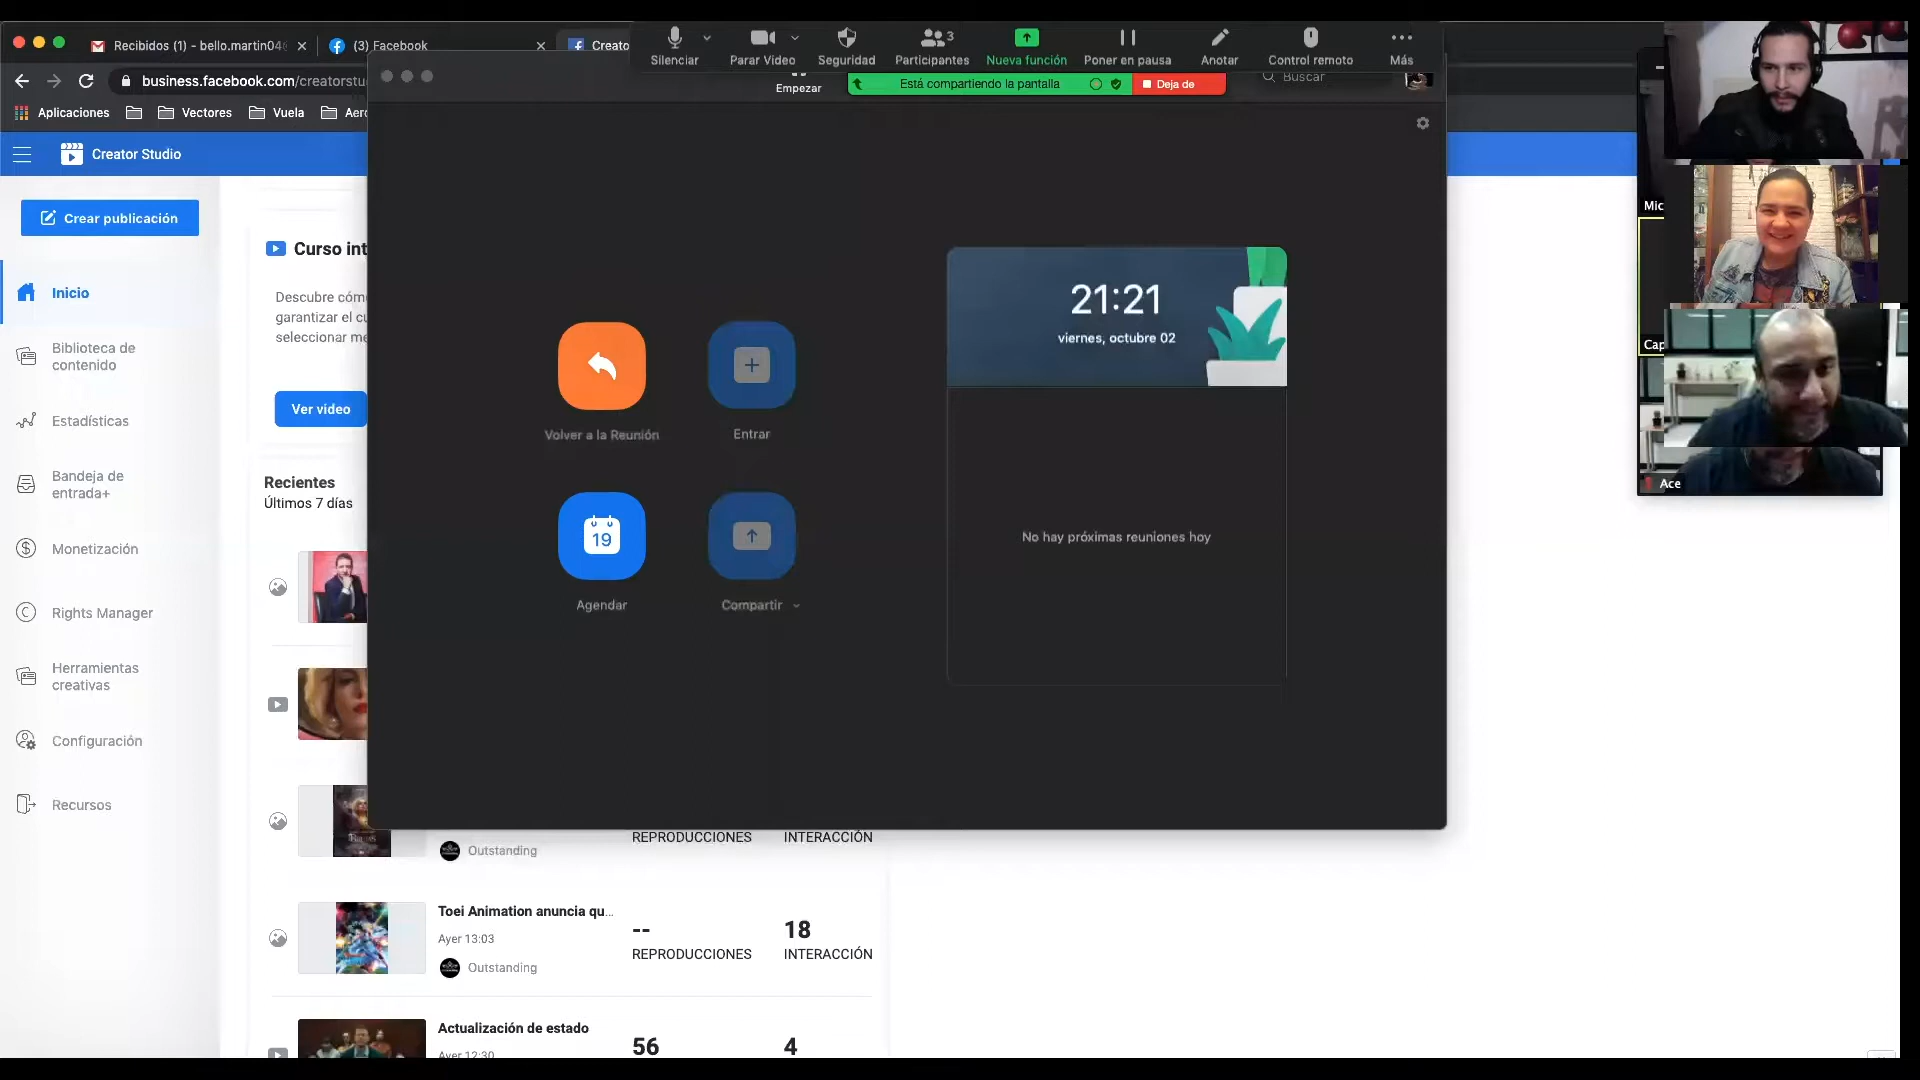 Recibidos (1) - bello.martin04
(3) Facebook
Creato
business.facebook.com/creatorstu
Aplicaciones
Vectores
Vuela
Aero
Silenciar
Parar Video
Seguridad
Participantes
3
Nueva función
Poner en pausa
Anotar
Control remoto
Más
Empezar
Está compartiendo la pantalla
Deja de
Buscar
Creator Studio
Crear publicación
Inicio
Biblioteca de
contenido
Estadísticas
Bandeja de
entrada+
Monetización
Rights Manager
Herramientas
creativas
Configuración
Recursos
Curso int
Descubre cóm
garantizar el cu
seleccionar me
Ver video
Recientes
Últimos 7 días
Volver a la Reunión
Entrar
19
Agendar
Compartir
21:21
viernes, octubre 02
No hay próximas reuniones hoy
Mic
Cap
Ace
REPRODUCCIONES
INTERACCIÓN
Outstanding
Toei Animation anuncia qu...
Ayer 13:03
Outstanding
--
REPRODUCCIONES
18
INTERACCIÓN
Actualización de estado
Ayer 12:30
56
4